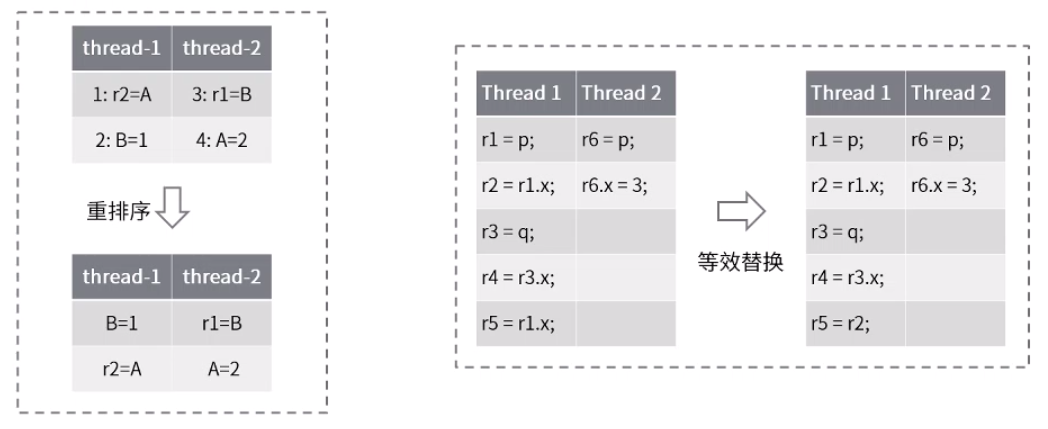 thread-1 thread-2
1: r2=A 3: r1=B
2: B=1 4: A=2
重排序
thread-1 thread-2
B=1 r1=B
r2=A A=2
Thread 1 Thread 2
r1 = p; r6 = p;
r2 = r1.x; r6.x = 3;
r3 = q;
r4 = r3.x;
r5 = r1.x;
等效替换
Thread 1 Thread 2
r1 = p; r6 = p;
r2 = r1.x; r6.x = 3;
r3 = q;
r4 = r3.x;
r5 = r2;